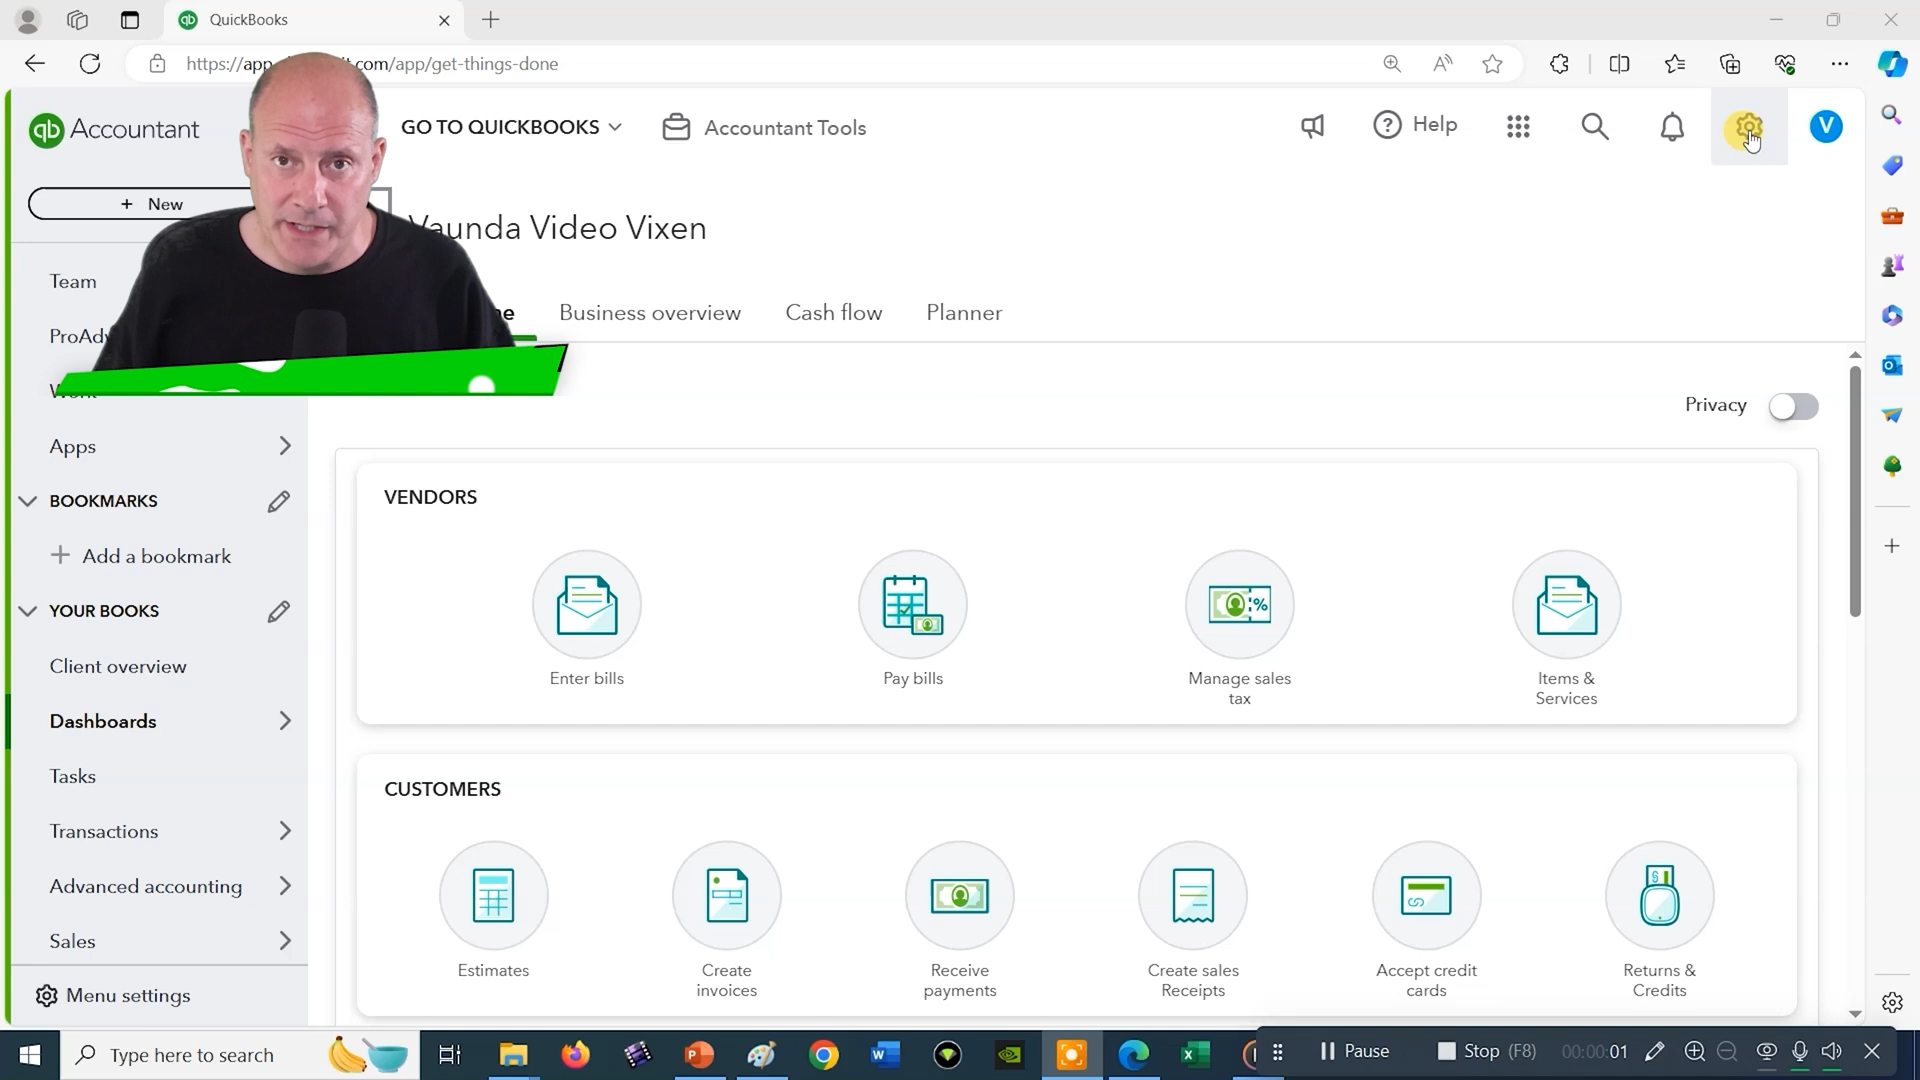 QuickBooks
https://app.
it.com/app/get-things-done
qb Accountant
GO TO QUICKBOOKS
Accountant Tools
Help
V
+ New
Vaunda Video Vixen
Team
Business overview
Cash flow
Planner
Privacy
Apps
BOOKMARKS
+ Add a bookmark
YOUR BOOKS
Client overview
Dashboards
Tasks
Transactions
Advanced accounting
Sales
Menu settings
VENDORS
Enter bills
Pay bills
Manage sales
tax
Items &
Services
CUSTOMERS
Estimates
Create
invoices
Receive
payments
Create sales
Receipts
Accept credit
cards
Returns &
Credits
Type here to search
Pause
Stop (F8)
00:00:01